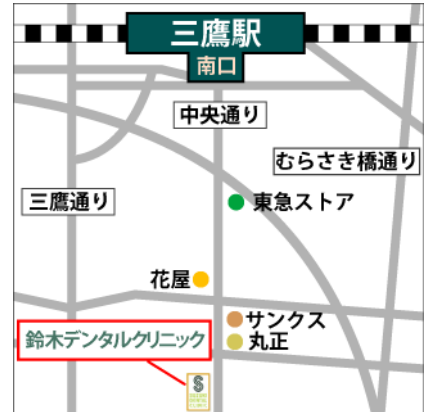 三鷹駅
南口
中央通り
むらさき橋通り
三鷹通り
東急ストア
花屋
サンクス
丸正
鈴木デンタルクリニック
S